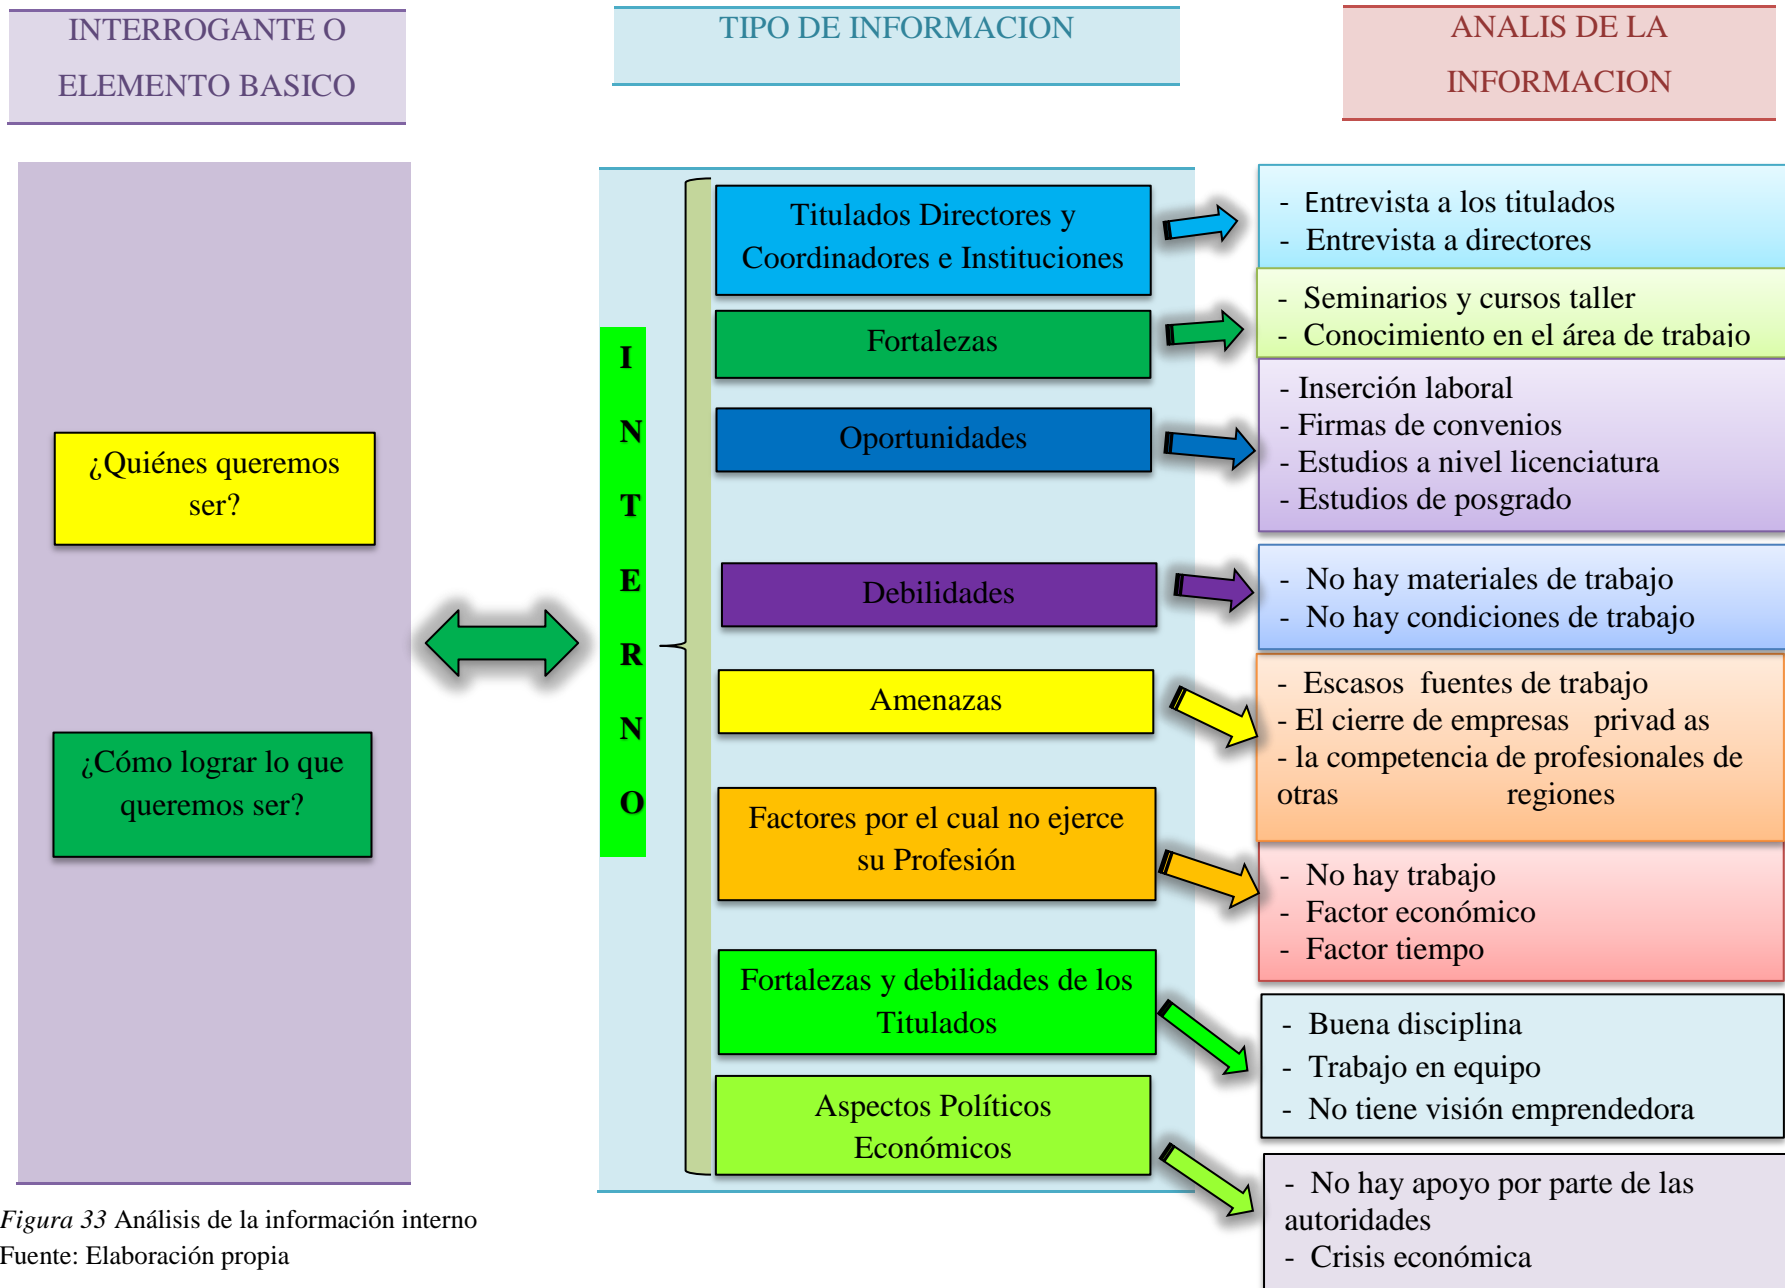 INTERROGANTE O
ELEMENTO BASICO
TIPO DE INFORMACION
ANALIS DE LA
INFORMACION
¿Quiénes queremos
ser?
¿Cómo lograr lo que
queremos ser?
I
N
T
E
R
N
O
Titulados Directores y
Coordinadores e Instituciones
Fortalezas
Oportunidades
Debilidades
Amenazas
Factores por el cual no ejerce
su Profesión
Fortalezas y debilidades de los
Titulados
Aspectos Políticos
Económicos
- Entrevista a los titulados
- Entrevista a directores
- Seminarios y cursos taller
- Conocimiento en el área de trabajo
- Inserción laboral
- Firmas de convenios
- Estudios a nivel licenciatura
- Estudios de posgrado
- No hay materiales de trabajo
- No hay condiciones de trabajo
- Escasos fuentes de trabajo
- El cierre de empresas privad as
- la competencia de profesionales de
otras regiones
- No hay trabajo
- Factor económico
- Factor tiempo
- Buena disciplina
- Trabajo en equipo
- No tiene visión emprendedora
- No hay apoyo por parte de las
autoridades
- Crisis económica
Figura 33 Análisis de la información interno
Fuente: Elaboración propia